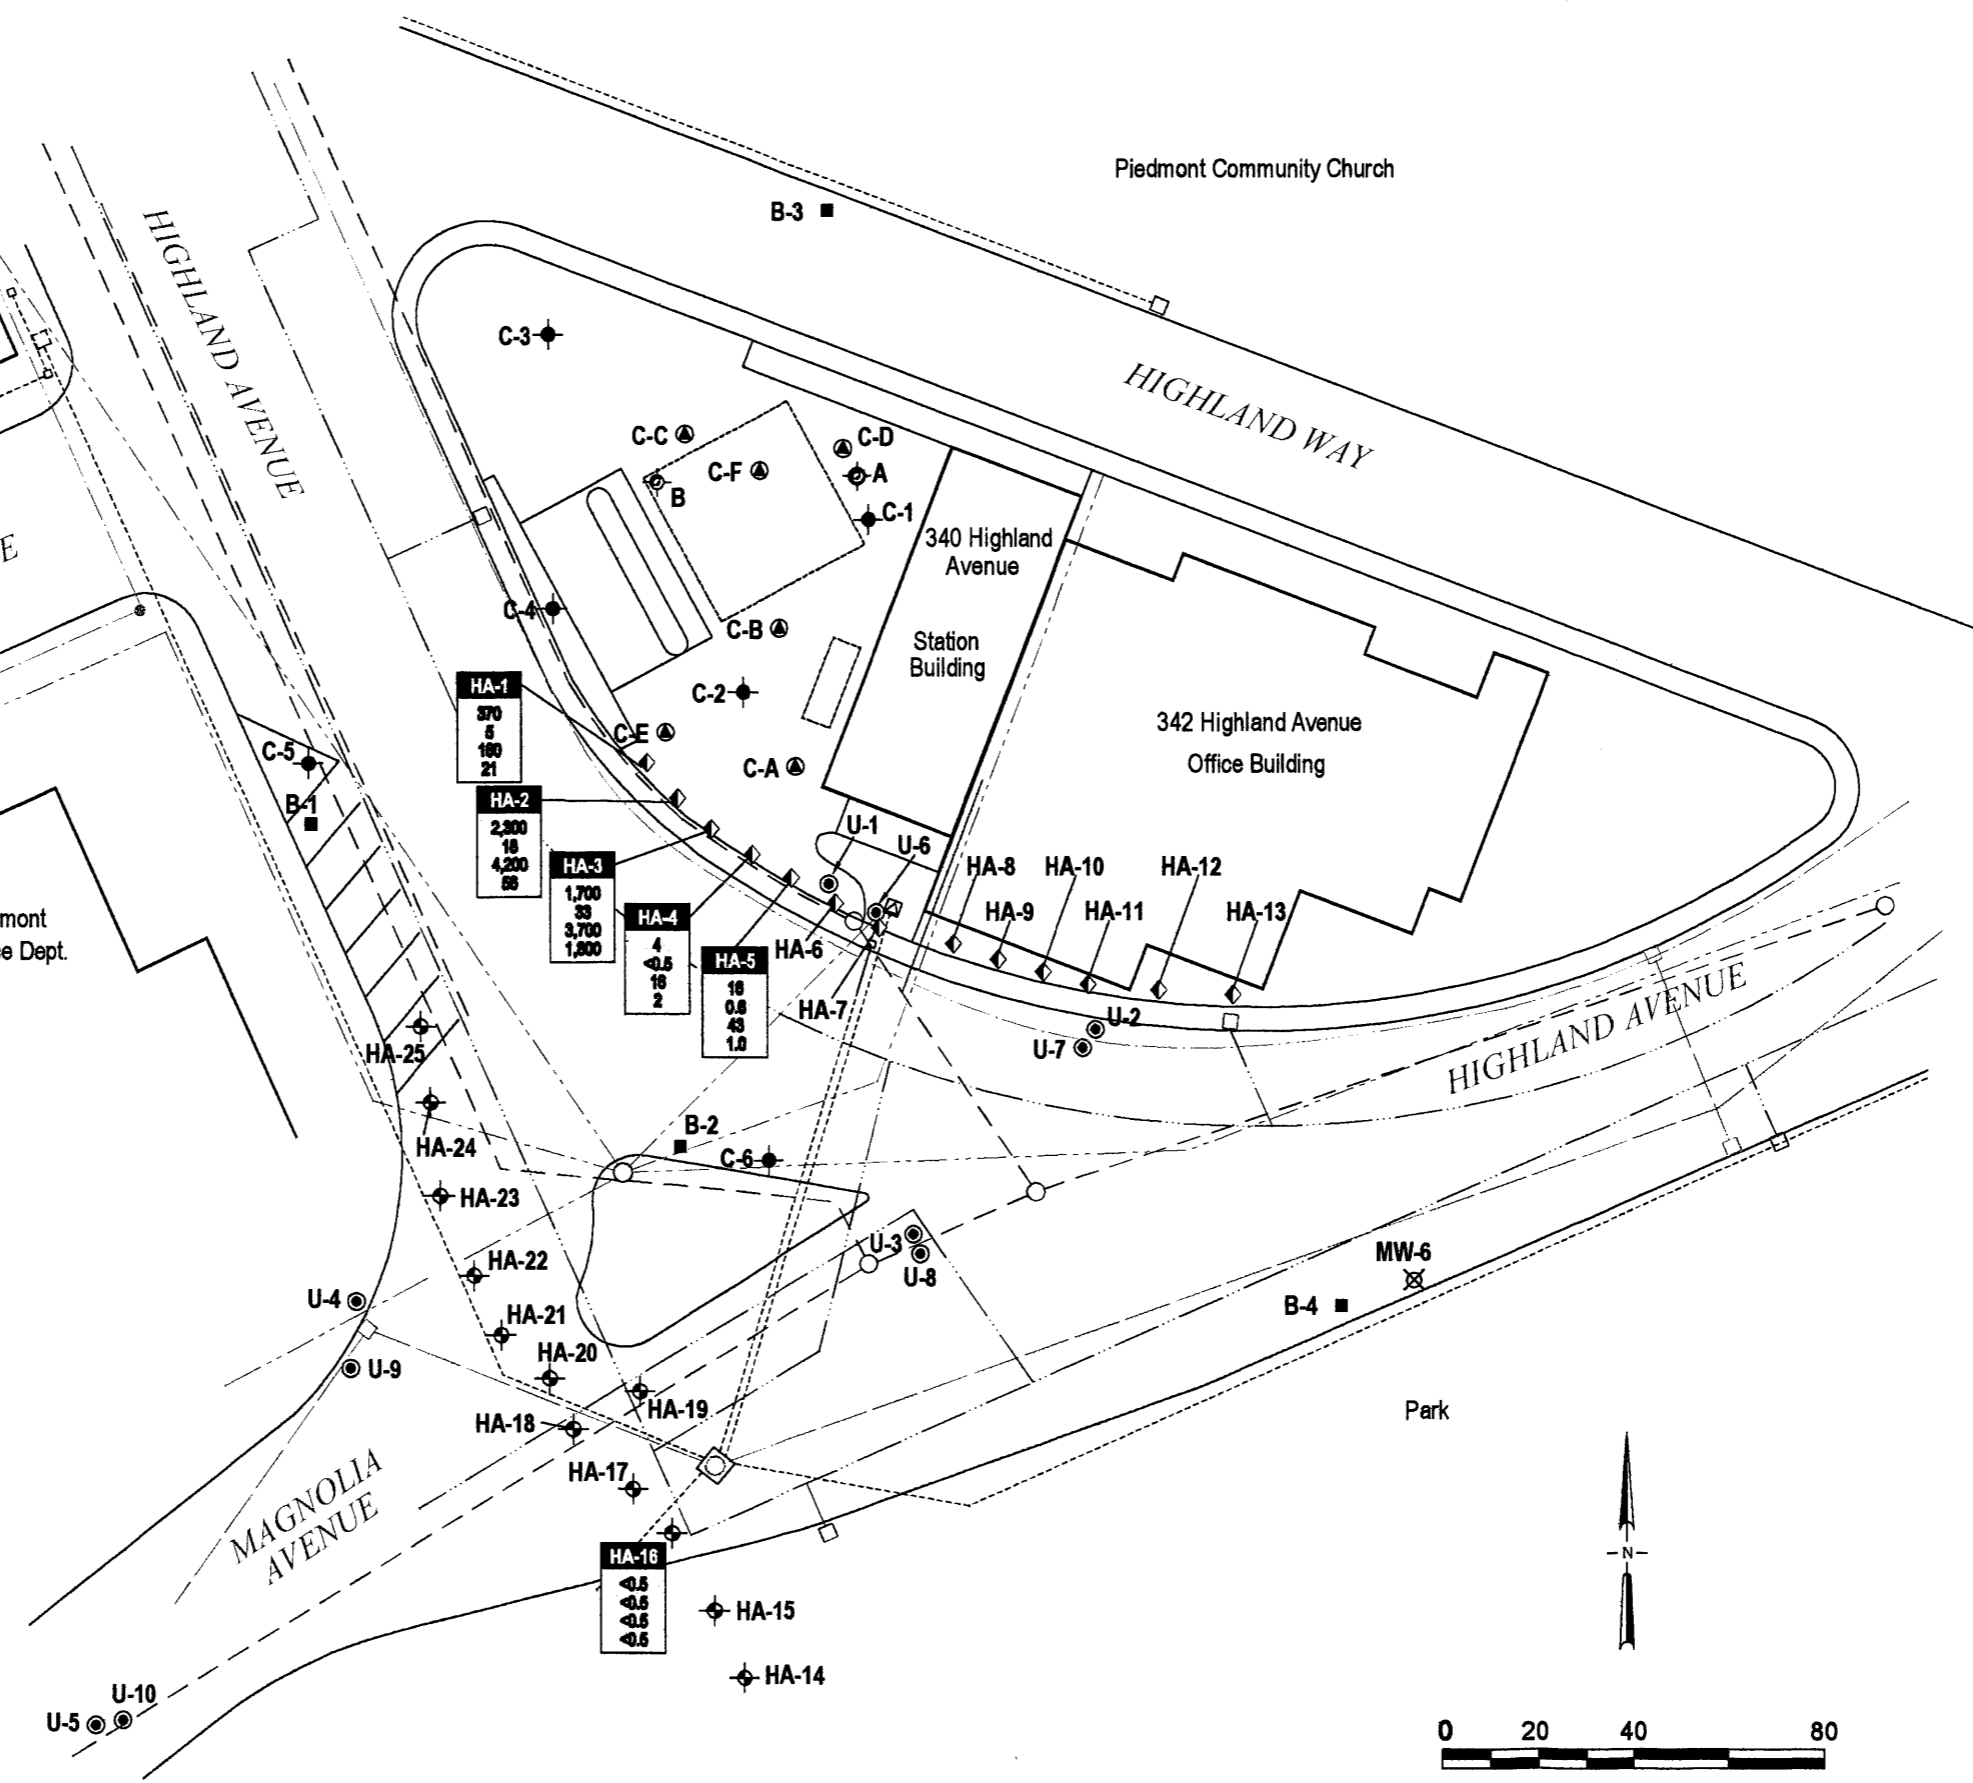 Piedmont Community Church
B-3
HIGHLAND AVENUE
C-3
HIGHLAND WAY
C-C
C-D
C-F
A
B
C-1
340 Highland
Avenue
E
C-4
C-B
Station
Building
HA-1
370
5
160
21
C-2
342 Highland Avenue
Office Building
C-E
C-5
C-A
B-1
HA-2
2,300
18
4,200
56
U-1
U-6
HA-3
1,700
33
3,700
1,800
HA-8
HA-10
HA-12
HA-4
4
<0.5
16
2
HA-9
HA-11
HA-13
mont
e Dept.
HA-5
16
0.6
43
1.0
HA-6
HA-7
U-2
U-7
HIGHLAND AVENUE
HA-25
HA-24
B-2
C-6
HA-23
HA-22
U-3
U-8
MW-6
B-4
U-4
HA-21
HA-20
U-9
HA-19
HA-18
Park
HA-17
MAGNOLIA
AVENUE
HA-16
<0.5
<0.5
<0.5
<0.5
N
HA-15
HA-14
U-10
U-5
0 20 40 80